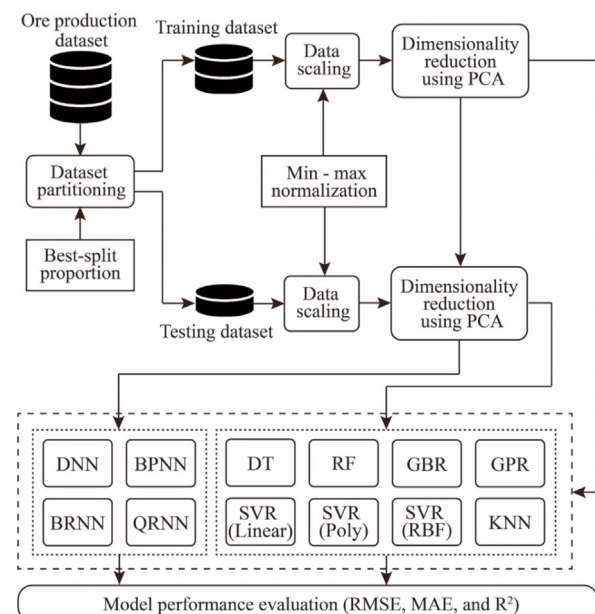 Ore production
dataset
Training dataset
Data
scaling
Dimensionality
reduction
using PCA
Dataset
partitioning
Min - max
normalization
Best-split
proportion
Testing dataset
Data
scaling
Dimensionality
reduction
using PCA
DNN
BPNN
BRNN
QRNN
DT
RF
GBR
GPR
SVR
(Linear)
SVR
(Poly)
SVR
(RBF)
KNN
Model performance evaluation (RMSE, MAE, and R²)